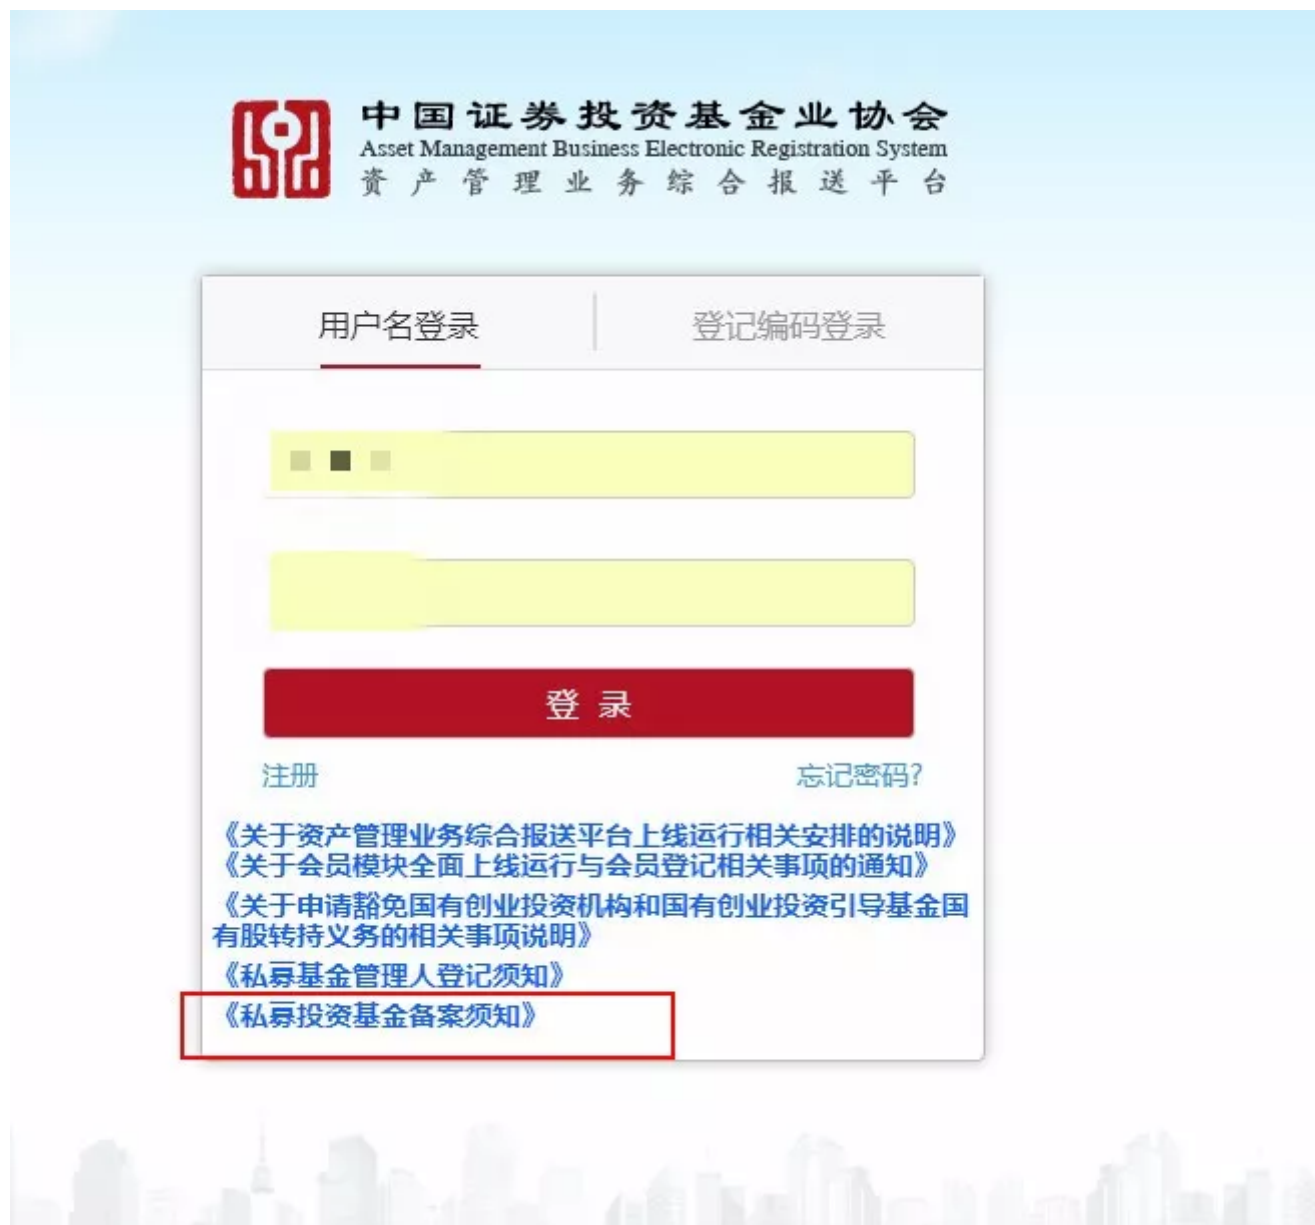 中国证券投资基金业协会
Asset Management Business Electronic Registration System
资产管理业务综合报送平台
用户名登录
登记编码登录
登 录
注册
忘记密码?
《关于资产管理业务综合报送平台上线运行相关安排的说明》
《关于会员模块全面上线运行与会员登记相关事项的通知》
《关于申请豁免国有创业投资机构和国有创业投资引导基金国
有股转持义务的相关事项说明》
《私募基金管理人登记须知》
《私募投资基金备案须知》